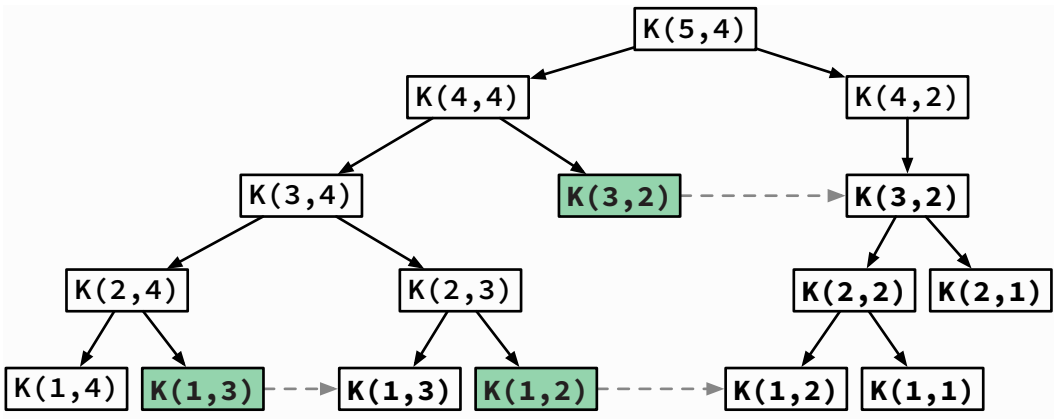 K(5,4)
K(4,4)
K(4,2)
K(3,4)
K(3,2)
K(3,2)
K(2,4)
K(2,3)
K(2,2)
K(2,1)
K(1,4)
K(1,3)
K(1,3)
K(1,2)
K(1,2)
K(1,1)